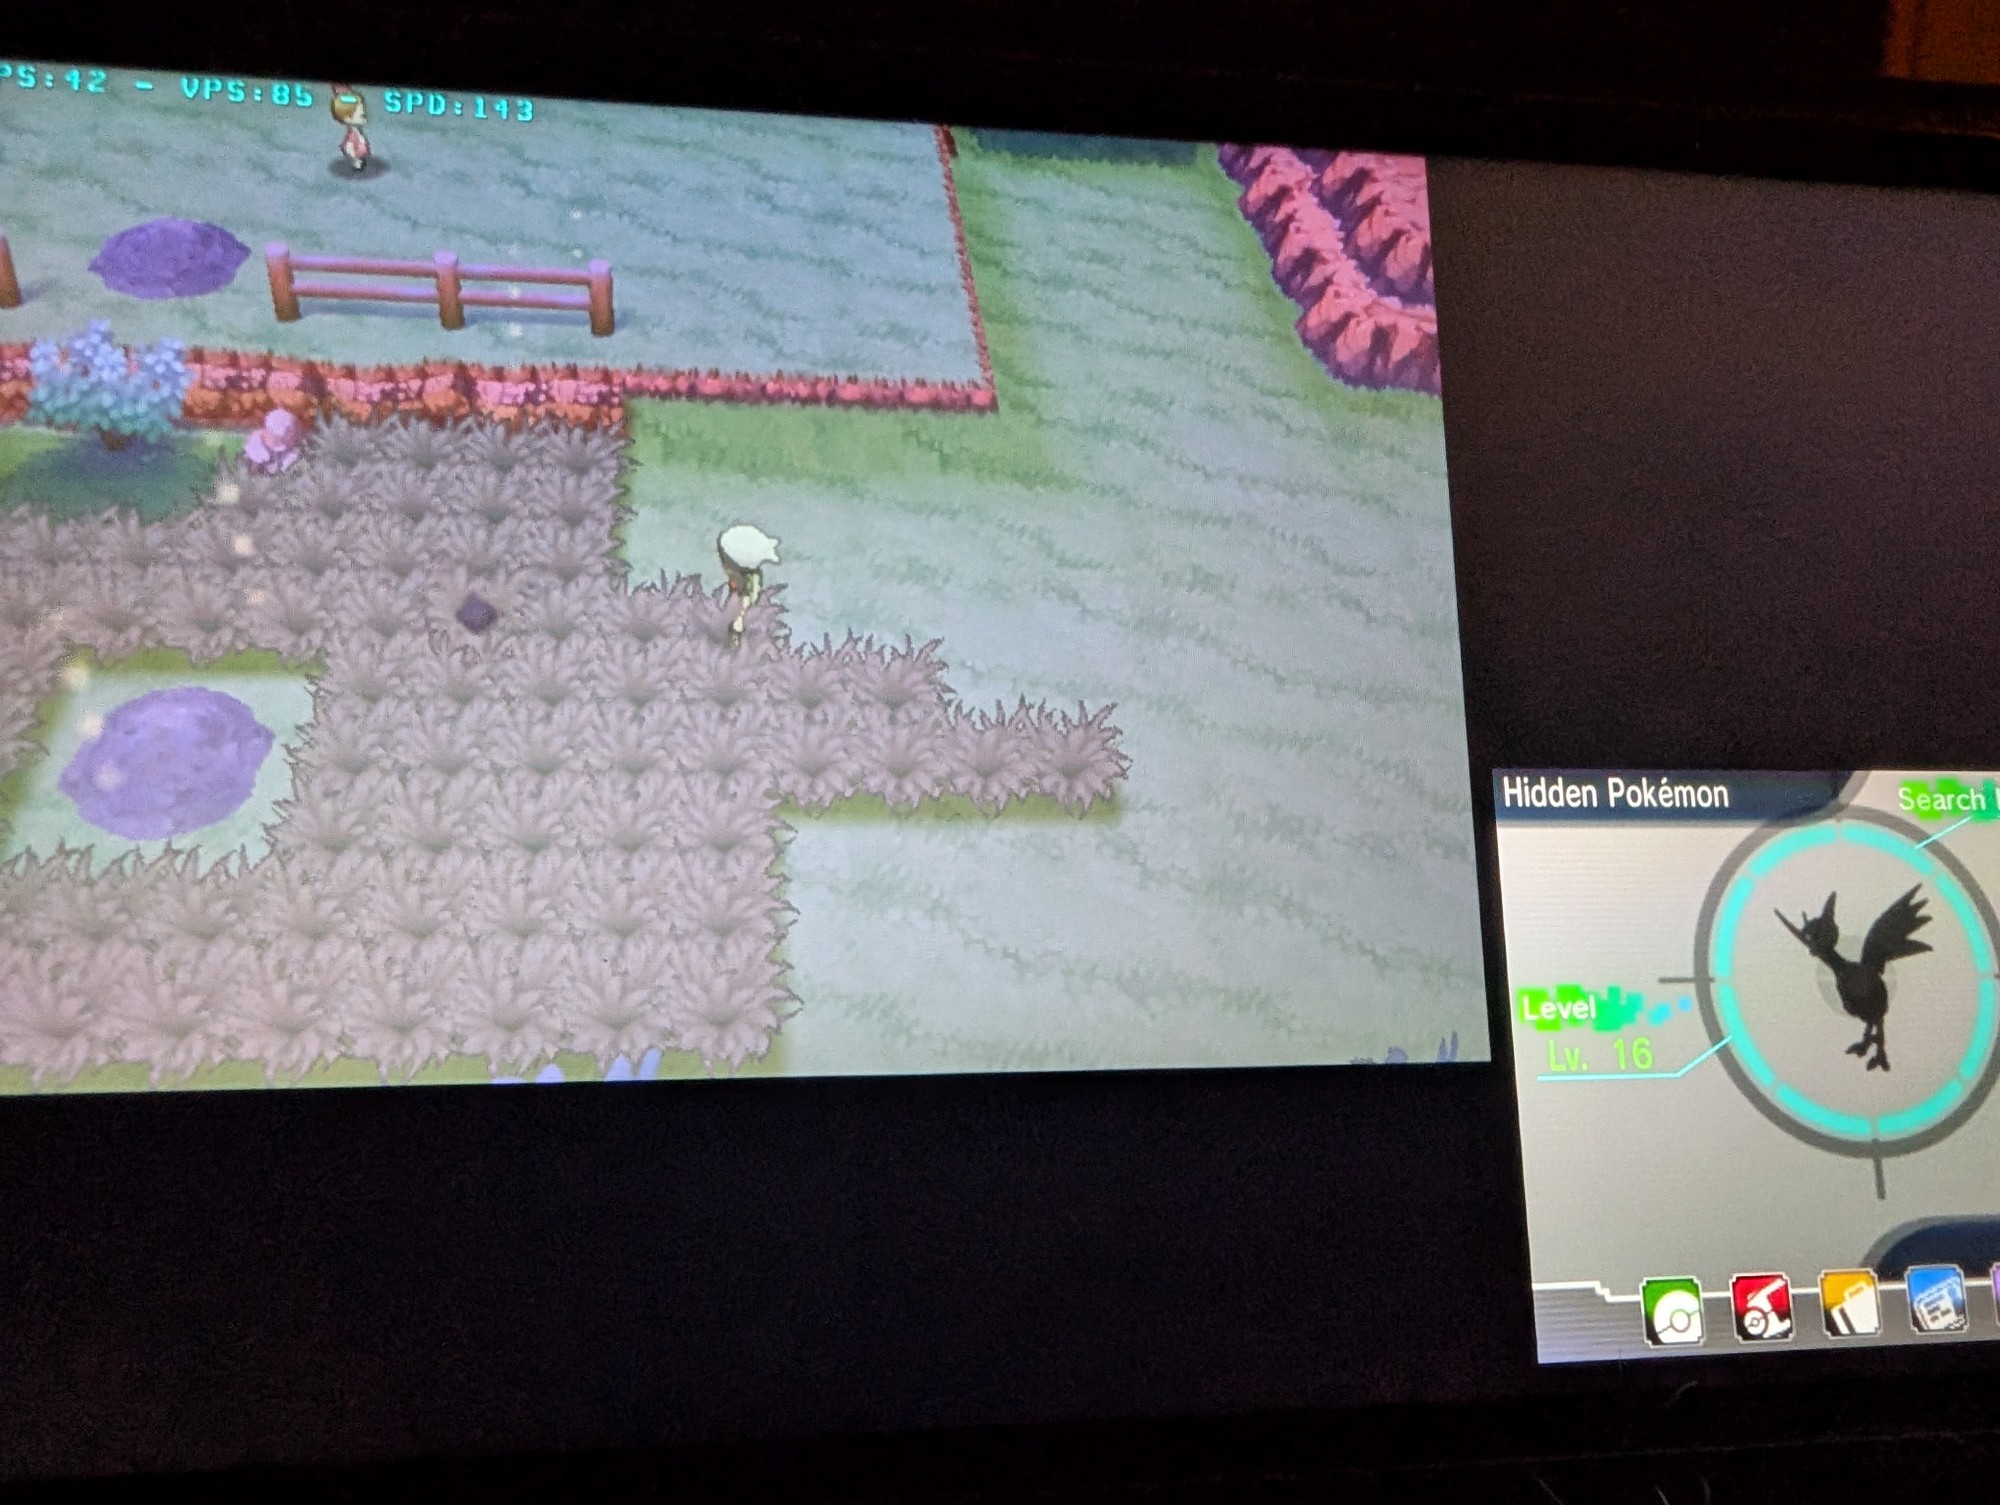 PS:42 - VPS:85 - SPD:143
Hidden Pokémon
Search
Level
Lv. 16